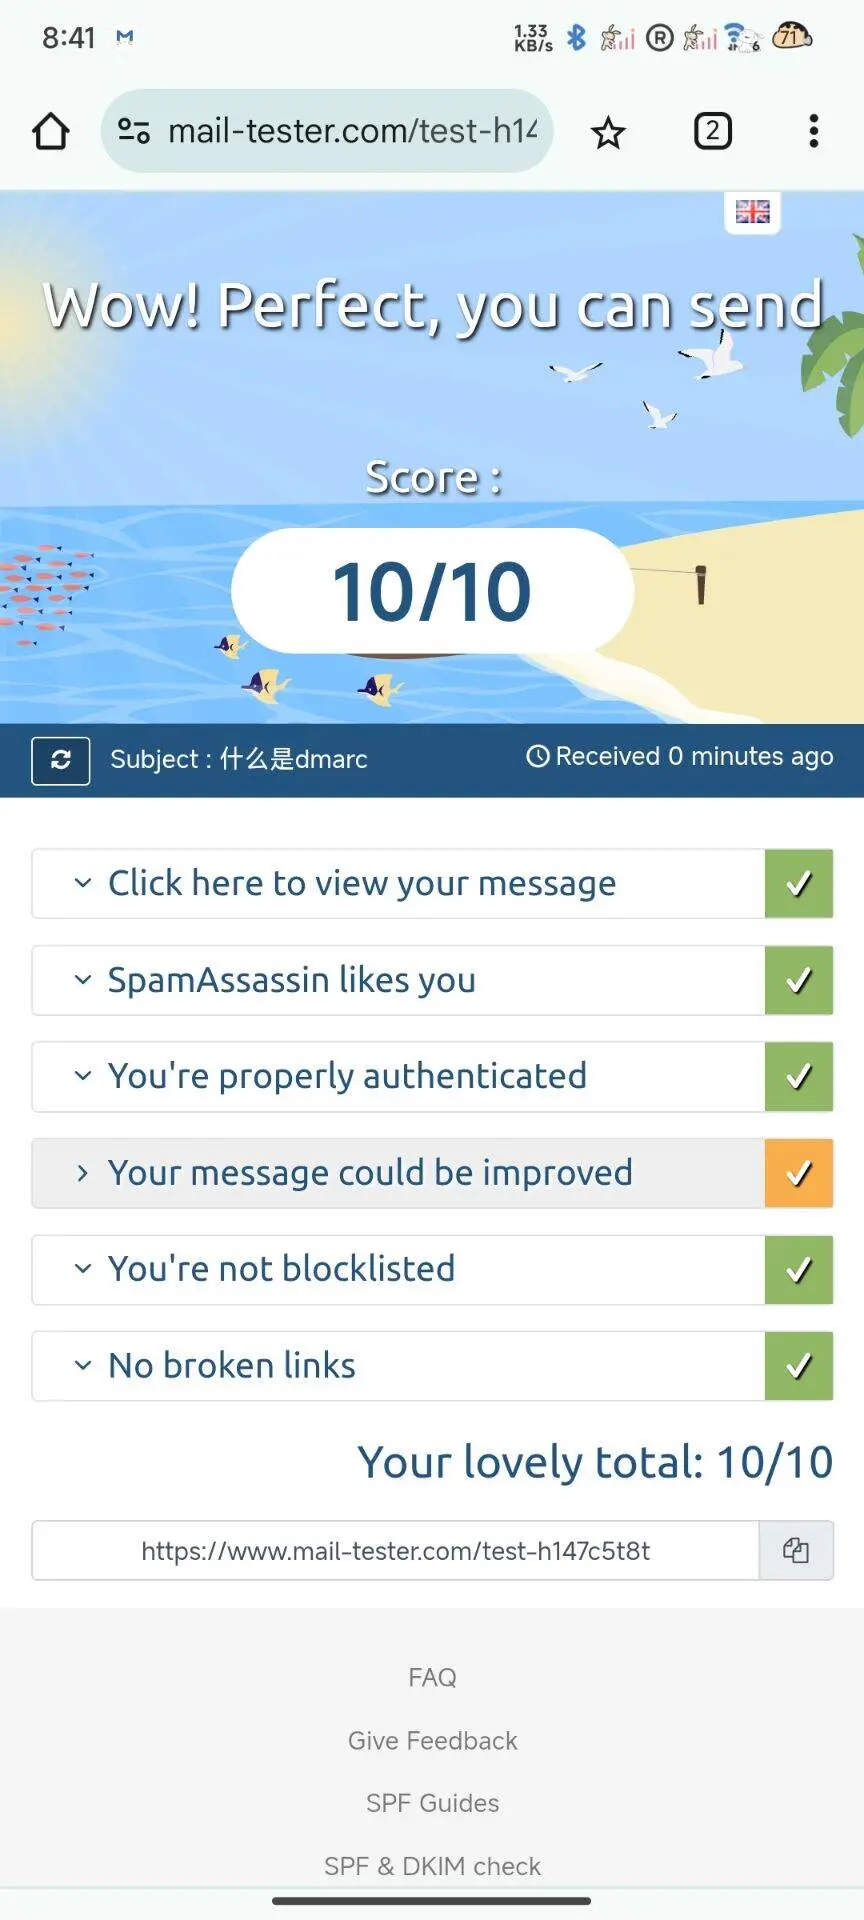 8:41
1.33
KB/s
R
6
71
mail-tester.com/test-h14
2
Wow! Perfect, you can send
Score :
10/10
Subject : 什么是dmarc
Received 0 minutes ago
Click here to view your message
SpamAssassin likes you
You're properly authenticated
Your message could be improved
You're not blocklisted
No broken links
Your lovely total: 10/10
https://www.mail-tester.com/test-h147c5t8t
FAQ
Give Feedback
SPF Guides
SPF & DKIM check